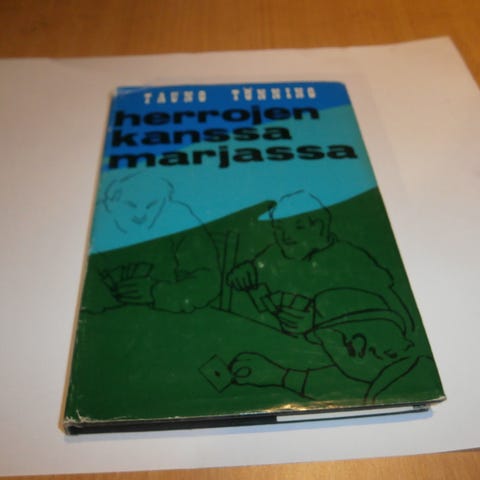 TAUNO TÖNNING
herrojen
kanssa
marjassa